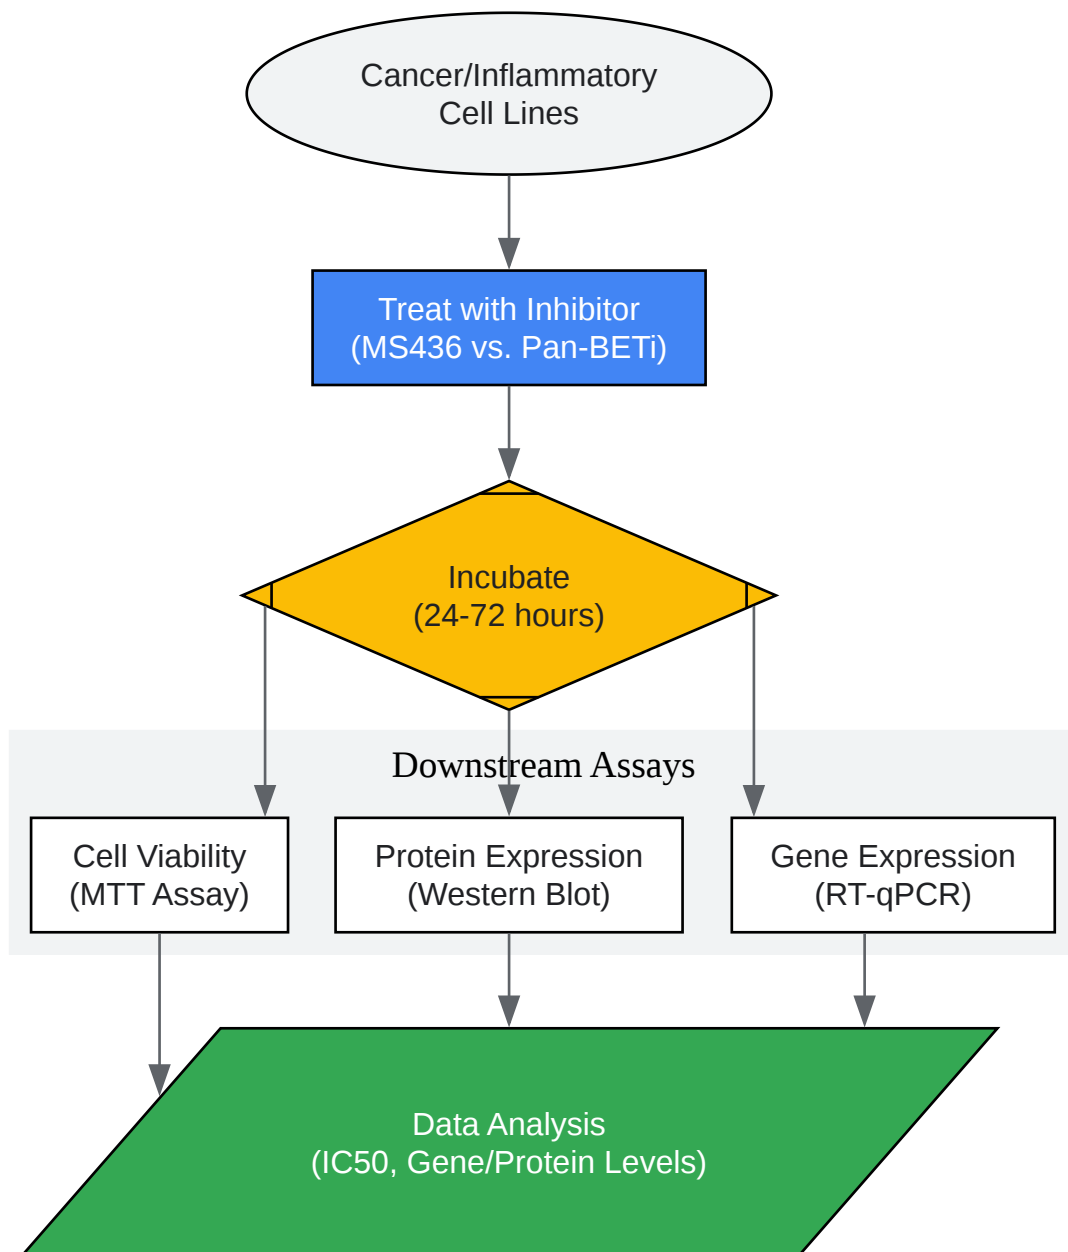 Cancer/Inflammatory
Cell Lines
Treat with Inhibitor
(MS436 vs. Pan-BETi)
Incubate
(24-72 hours)
Downstream Assays
Cell Viability
(MTT Assay)
Protein Expression
(Western Blot)
Gene Expression
(RT-qPCR)
Data Analysis
(IC50, Gene/Protein Levels)